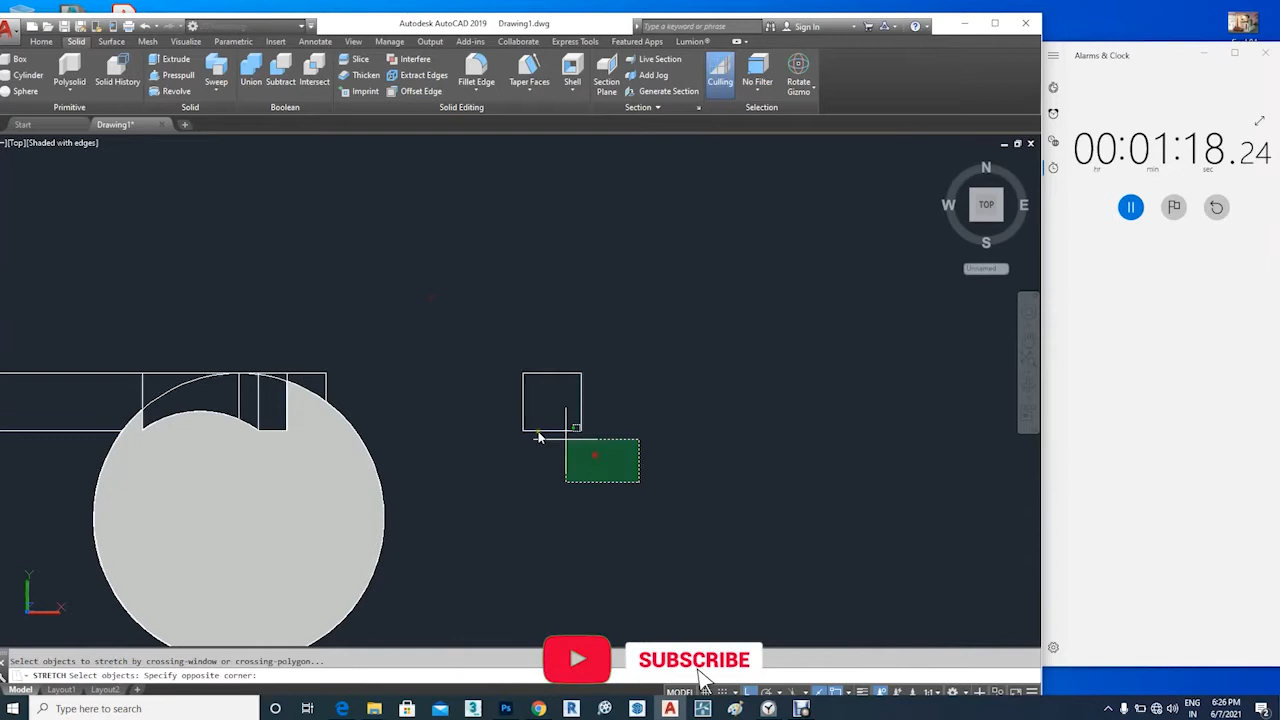 Autodesk AutoCAD 2019 Drawing1.dwg
Type a keyword or phrase
Sign In
Alarms & Clock
Home Solid Surface Mesh Visualize Parametric Insert Annotate View Manage Output Add-ins Collaborate Express Tools Featured Apps Lumion®
Box
Cylinder
Sphere
Polysolid
Solid History
Extrude
Presspull
Revolve
Sweep
Union Subtract Intersect
Thicken
Imprint
Interfere
Extract Edges
Offset Edge
Fillet Edge
Taper Faces
Shell
Section Plane
Live Section
Add Jog
Generate Section
Culling
No Filter
Rotate Gizmo
Primitive Solid Boolean Solid Editing Section Selection
Start Drawing1*
[Top][Shaded with edges]
00:01:18.24
hr min sec
N
W TOP E
S
Unnamed
Y
X
Select objects to stretch by crossing-window or crossing-polygon...
STRETCH Select objects: Specify opposite corner:
SUBSCRIBE
Model Layout1 Layout2 +
MODEL 1:1
Type here to search
ENG
IN
6:26 PM
6/7/2021